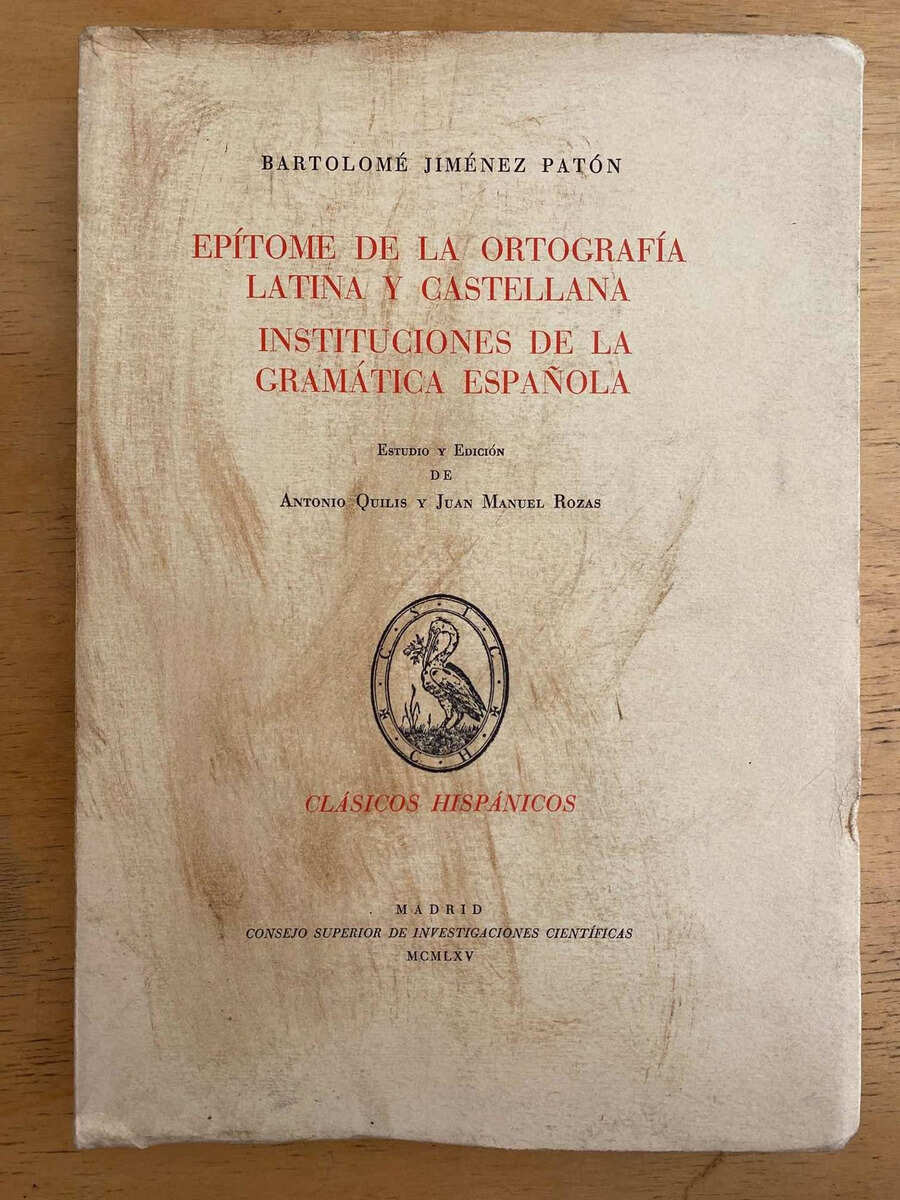 BARTOLOMÉ JIMÉNEZ PATÓN
EPÍTOME DE LA ORTOGRAFÍA
LATINA Y CASTELLANA
INSTITUCIONES DE LA
GRAMÁTICA ESPAÑOLA
Estudio y Edición
DE
Antonio Quilis y Juan Manuel Rozas
C · S · I · C
C · H
CLÁSICOS HISPÁNICOS
MADRID
CONSEJO SUPERIOR DE INVESTIGACIONES CIENTÍFICAS
MCMLXV